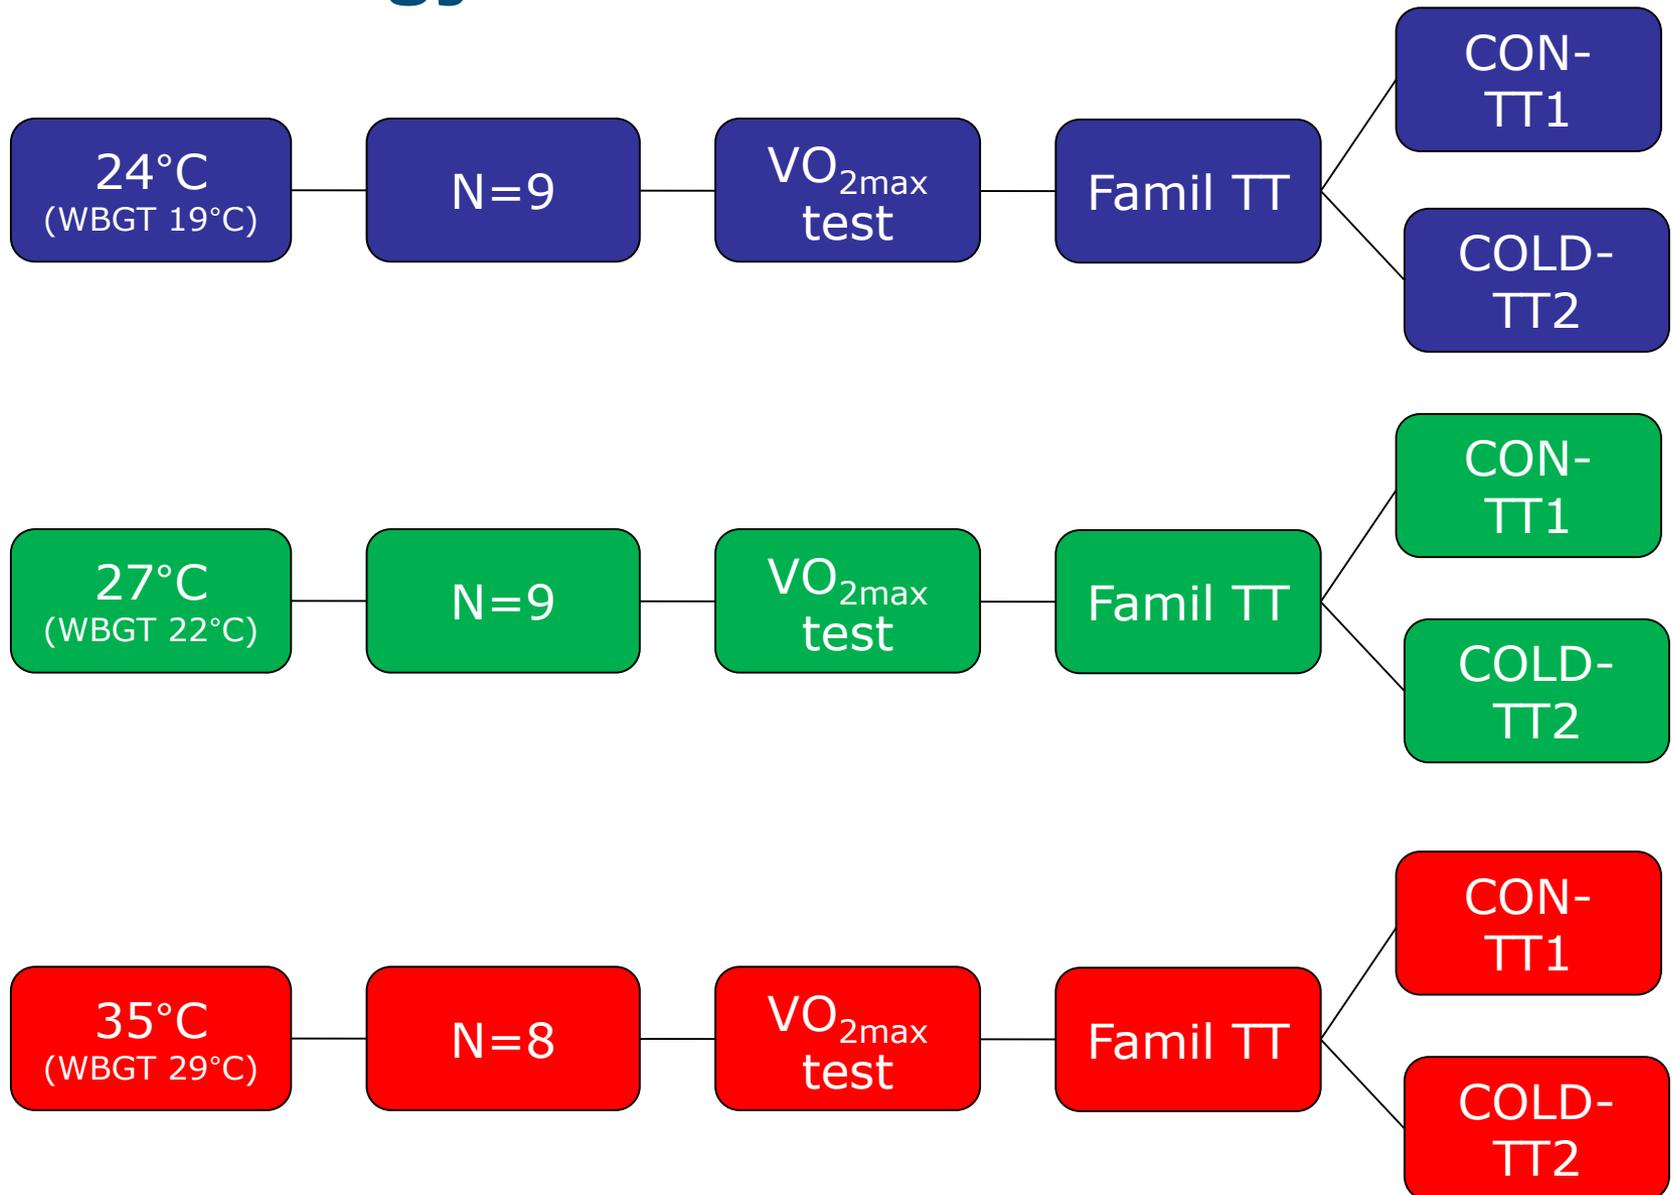 24°C
(WBGT 19°C)
N=9
VO2max
test
Famil TT
CON-
TT1
COLD-
TT2
27°C
(WBGT 22°C)
N=9
VO2max
test
Famil TT
CON-
TT1
COLD-
TT2
35°C
(WBGT 29°C)
N=8
VO2max
test
Famil TT
CON-
TT1
COLD-
TT2